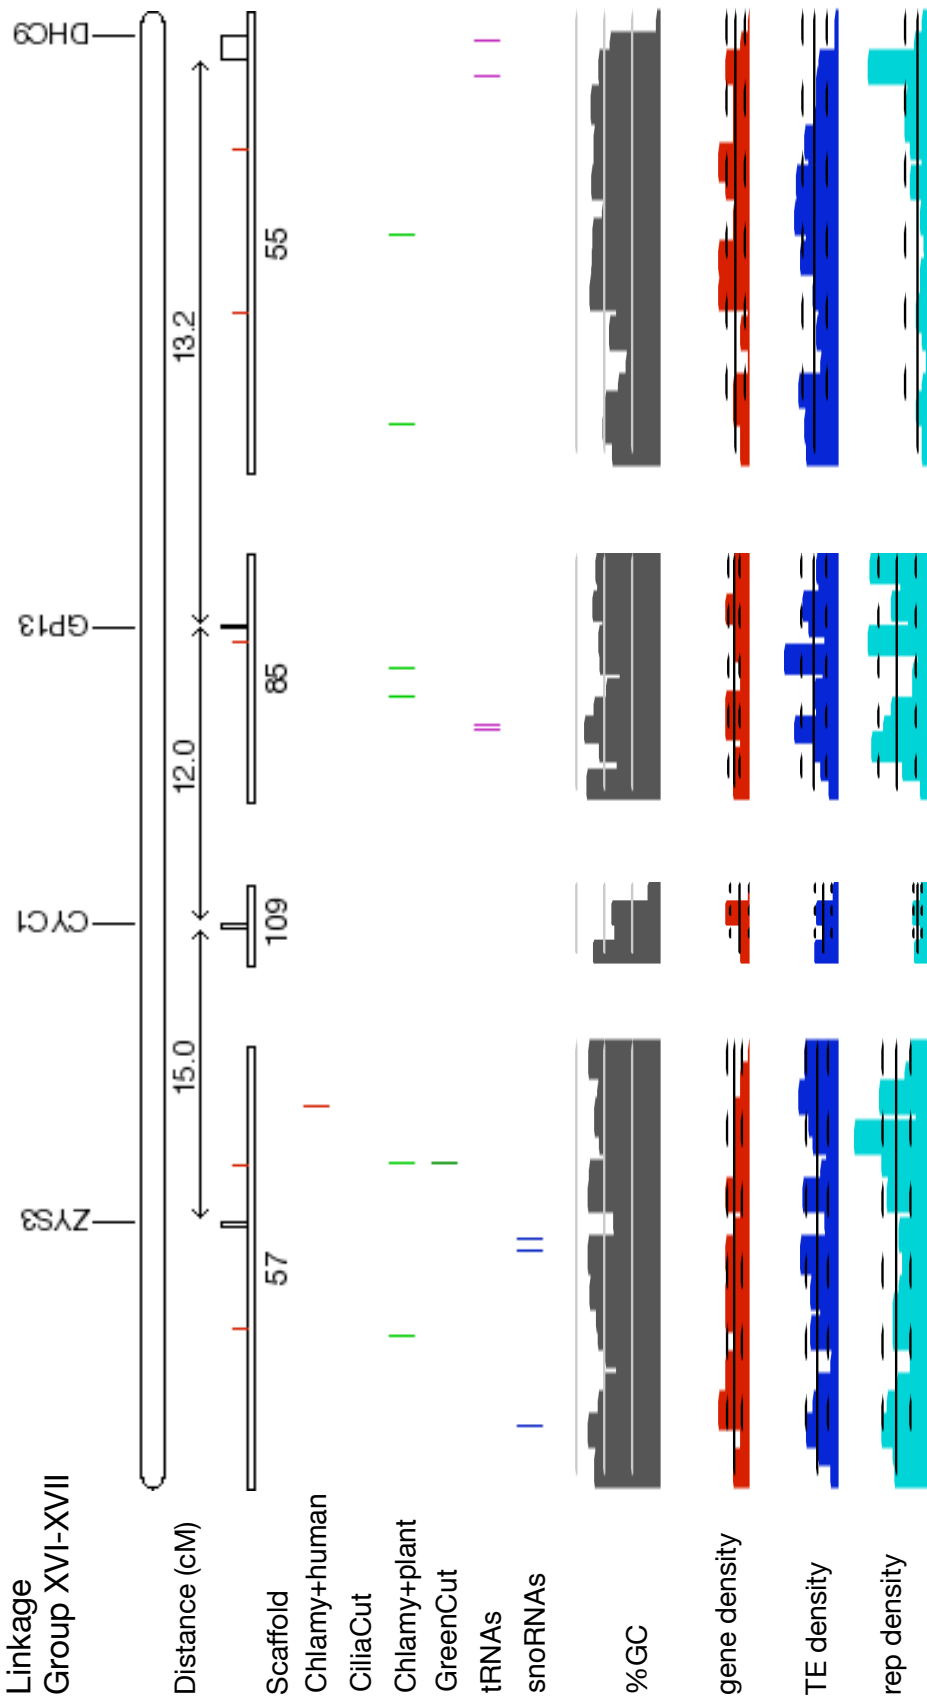 Linkage
Group XVI-XVII
ZYS3
CYC1
GP13
DHC9
Distance (cM)
15.0
12.0
13.2
Scaffold
57
109
85
55
Chlamy+human
CiliaCut
Chlamy+plant
GreenCut
tRNAs
snoRNAs
%GC
gene density
TE density
rep density